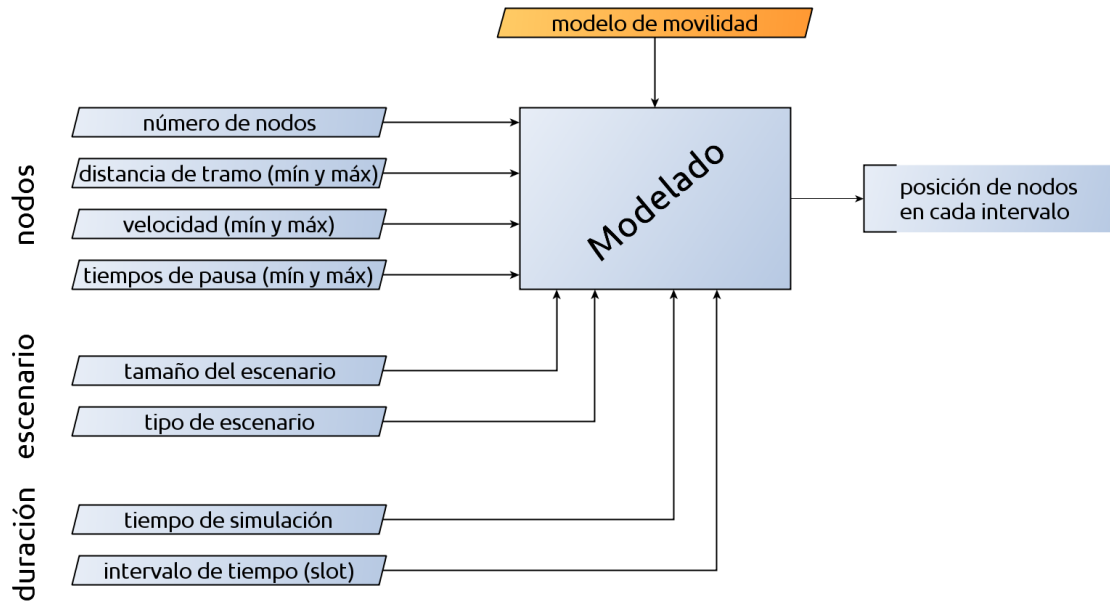 modelo de movilidad
nodos
número de nodos
distancia de tramo (mín y máx)
velocidad (mín y máx)
tiempos de pausa (mín y máx)
Modelado
posición de nodos
en cada intervalo
escenario
tamaño del escenario
tipo de escenario
duración
tiempo de simulación
intervalo de tiempo (slot)